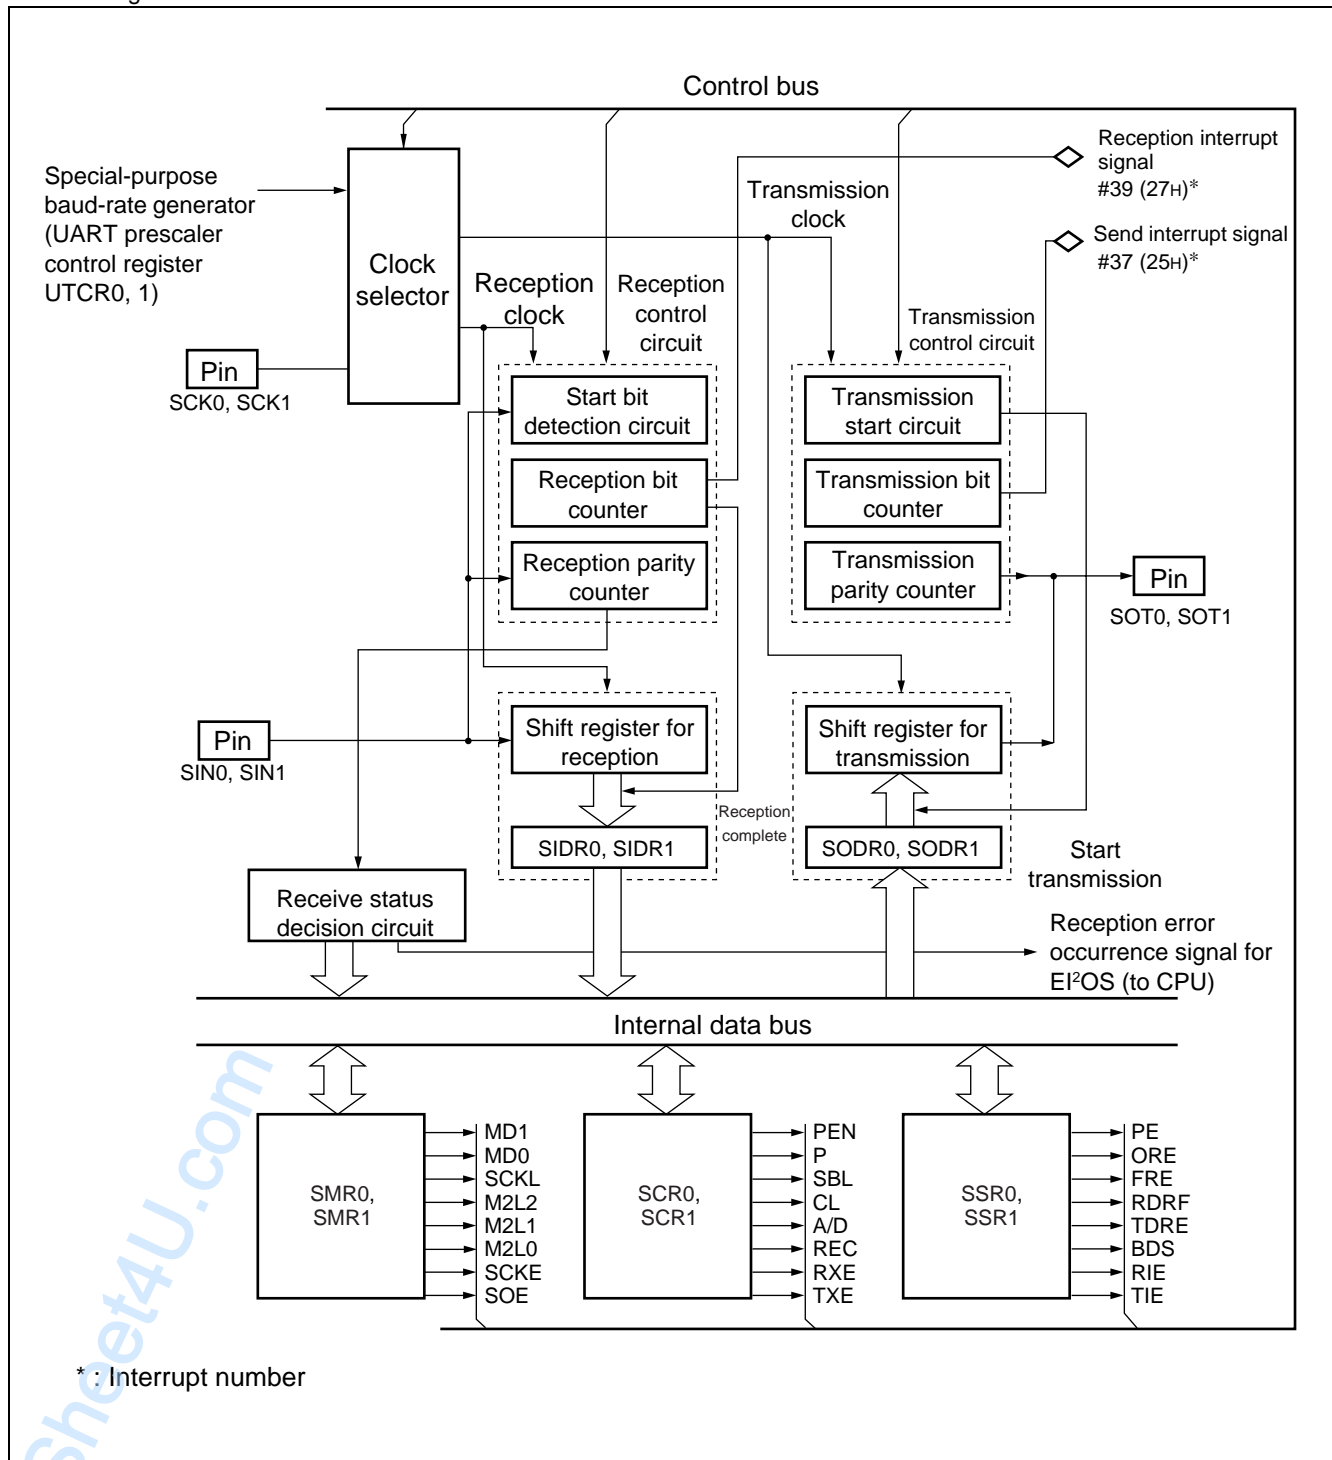 Control bus
Special-purpose
baud-rate generator
(UART prescaler
control register
UTCR0, 1)
Clock
selector
Pin
SCK0, SCK1
Reception
clock
Reception
control
circuit
Transmission
clock
Transmission
control circuit
Reception interrupt
signal
#39 (27H)*
Send interrupt signal
#37 (25H)*
Start bit
detection circuit
Reception bit
counter
Reception parity
counter
Transmission
start circuit
Transmission bit
counter
Transmission
parity counter
Pin
SOT0, SOT1
Pin
SIN0, SIN1
Shift register for
reception
Shift register for
transmission
Reception
complete
SIDR0, SIDR1
SODR0, SODR1
Start
transmission
Receive status
decision circuit
Reception error
occurrence signal for
EI²OS (to CPU)
Internal data bus
SMR0,
SMR1
MD1
MD0
SCKL
M2L2
M2L1
M2L0
SCKE
SOE
SCR0,
SCR1
PEN
P
SBL
CL
A/D
REC
RXE
TXE
SSR0,
SSR1
PE
ORE
FRE
RDRF
TDRE
BDS
RIE
TIE
* : Interrupt number
Sheet4U.com